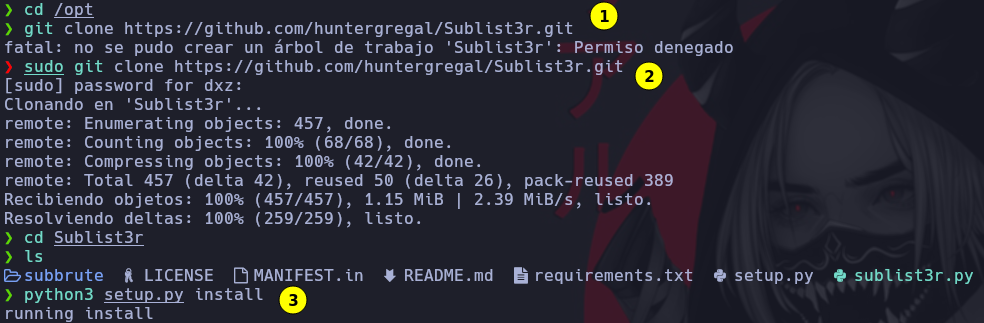 ❯ cd /opt
❯ git clone https://github.com/huntergregal/Sublist3r.git 1
fatal: no se pudo crear un árbol de trabajo 'Sublist3r': Permiso denegado
❯ sudo git clone https://github.com/huntergregal/Sublist3r.git 2
[sudo] password for dxz:
Clonando en 'Sublist3r'...
remote: Enumerating objects: 457, done.
remote: Counting objects: 100% (68/68), done.
remote: Compressing objects: 100% (42/42), done.
remote: Total 457 (delta 42), reused 50 (delta 26), pack-reused 389
Recibiendo objetos: 100% (457/457), 1.15 MiB | 2.39 MiB/s, listo.
Resolviendo deltas: 100% (259/259), listo.
❯ cd Sublist3r
❯ ls
subbrute LICENSE MANIFEST.in README.md requirements.txt setup.py sublist3r.py
❯ python3 setup.py install 3
running install